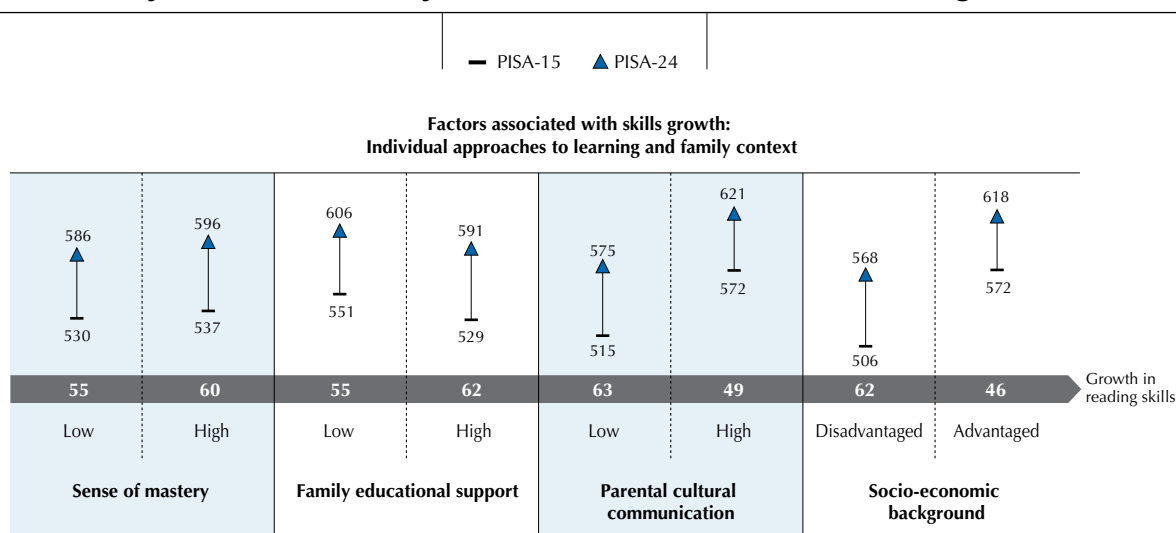 PISA-15 PISA-24
Factors associated with skills growth:
Individual approaches to learning and family context
586 596 606 591 575 621 568 618
530 537 551 529 515 572 506 572
55 60 55 62 63 49 62 46
Growth in
reading skills
Low High Low High Low High Disadvantaged Advantaged
Sense of mastery Family educational support Parental cultural
communication Socio-economic
background